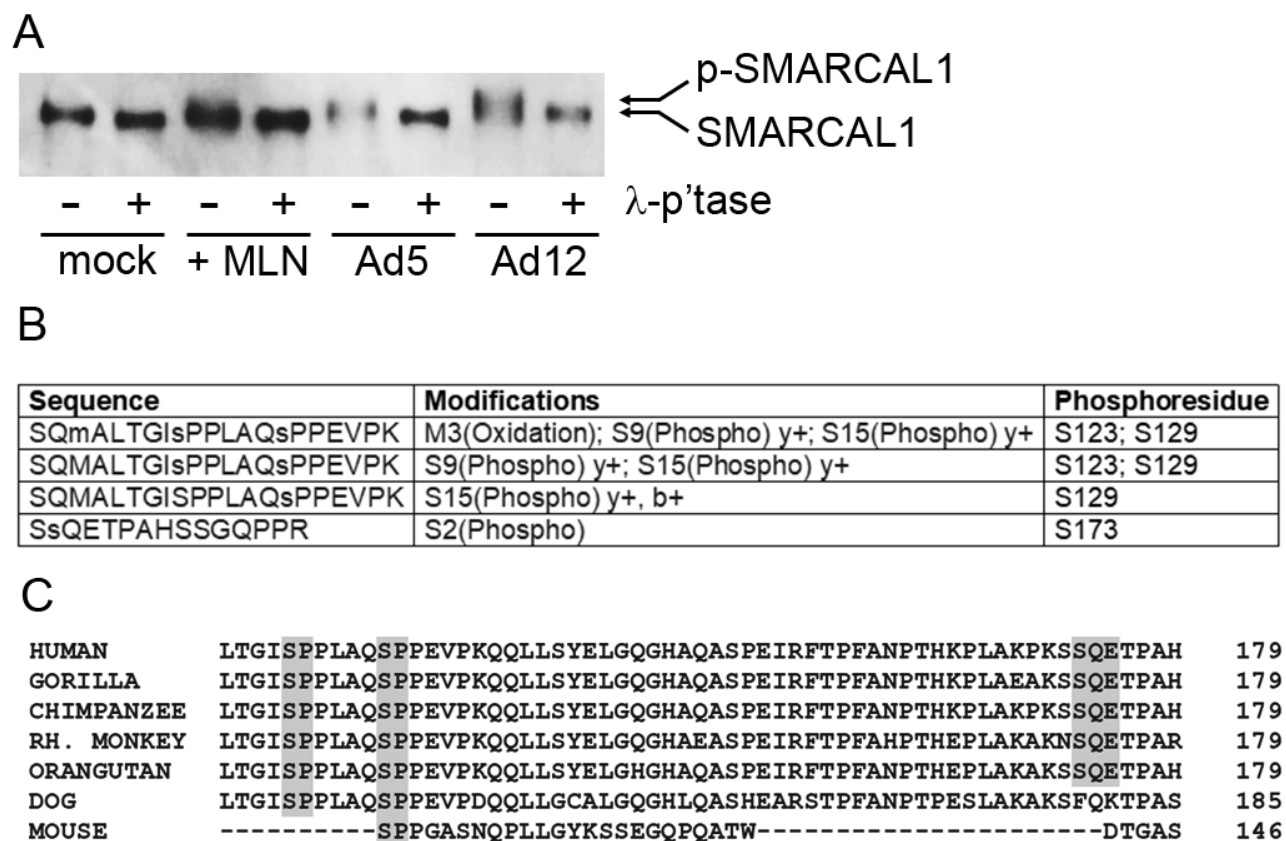 A
p-SMARCAL1
SMARCAL1
- + - + - + - + λ-p'tase
mock + MLN Ad5 Ad12
B
Sequence Modifications Phosphoresidue
SQmALTGIsPPLAQsPPEVPK M3(Oxidation); S9(Phospho) y+; S15(Phospho) y+ S123; S129
SQMALTGIsPPLAQsPPEVPK S9(Phospho) y+; S15(Phospho) y+ S123; S129
SQMALTGISPPLAQsPPEVPK S15(Phospho) y+, b+ S129
SsQETPAHSSGQPPR S2(Phospho) S173
C
HUMAN LTGISPPLAQSPPEVPKQQLLSYELGQGHAQASPEIRFTPFANPTHKPLAKPKSSQETPAH 179
GORILLA LTGISPPLAQSPPEVPKQQLLSYELGQGHAQASPEIRFTPFANPTHKPLAEAKSSQETPAH 179
CHIMPANZEE LTGISPPLAQSPPEVPKQQLLSYELGQGHAQASPEIRFTPFANPTHKPLAKPKSSQETPAH 179
RH. MONKEY LTGISPPLAQSPPEVPKQQLLSYELGQGHAEASPEIRFTPFAHPTHEPLAKAKNSQETPAR 179
ORANGUTAN LTGISPPLAQSPPEVPKQQLLSYELGHGHAQASPEIRFTPFANPTHEPLAKAKSSQETPAH 179
DOG LTGISPPLAQSPPEVPDQQLLGCALGQGHLQASHEARSTPFANPTPESLAKAKSFQKTPAS 185
MOUSE ----------SPPGASNQPLLGYKSSEGQPQATW----------------------DTGAS 146